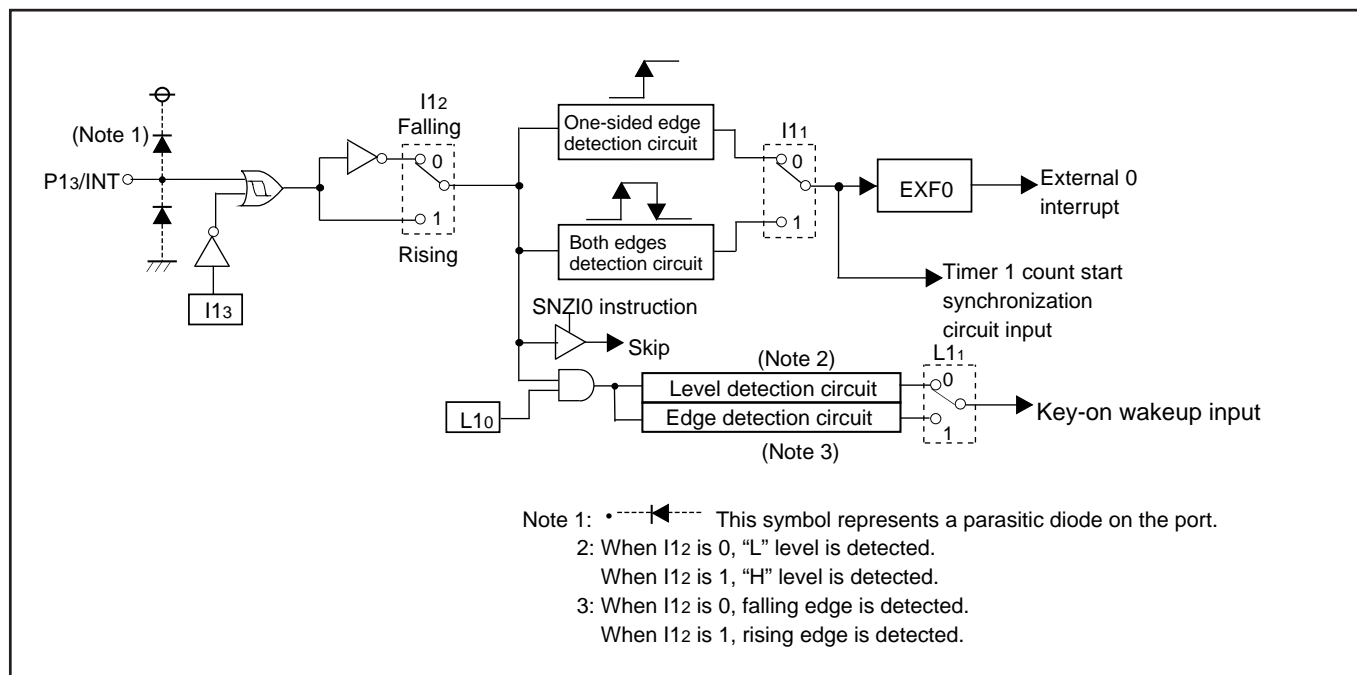 (Note 1)
P13/INT
I13
I12
Falling
0
1
Rising
One-sided edge
detection circuit
Both edges
detection circuit
I11
0
1
EXF0
External 0
interrupt
Timer 1 count start
synchronization
circuit input
SNZI0 instruction
Skip
L10
(Note 2)
Level detection circuit
Edge detection circuit
(Note 3)
L11
0
1
Key-on wakeup input
Note 1: This symbol represents a parasitic diode on the port.
2: When I12 is 0, “L” level is detected.
When I12 is 1, “H” level is detected.
3: When I12 is 0, falling edge is detected.
When I12 is 1, rising edge is detected.